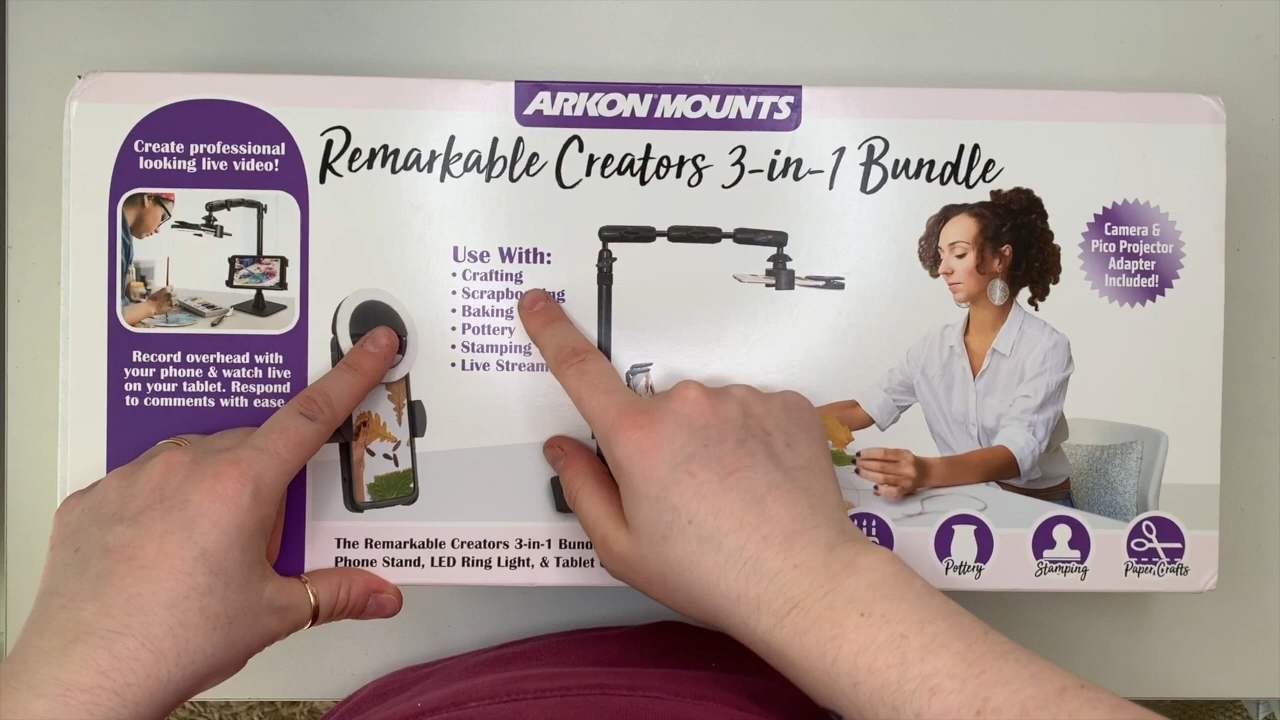 ARKON MOUNTS
Remarkable Creators 3-in-1 Bundle
Create professional
looking live video!
Record overhead with
your phone & watch live
on your tablet. Respond
to comments with ease
Use With:
• Crafting
• Scrapbooking
• Baking
• Pottery
• Stamping
• Live Stream
Camera &
Pico Projector
Adapter
Included!
The Remarkable Creators 3-in-1
Phone Stand, LED Ring Light, & Tablet
Pottery
Stamping
Paper Crafts